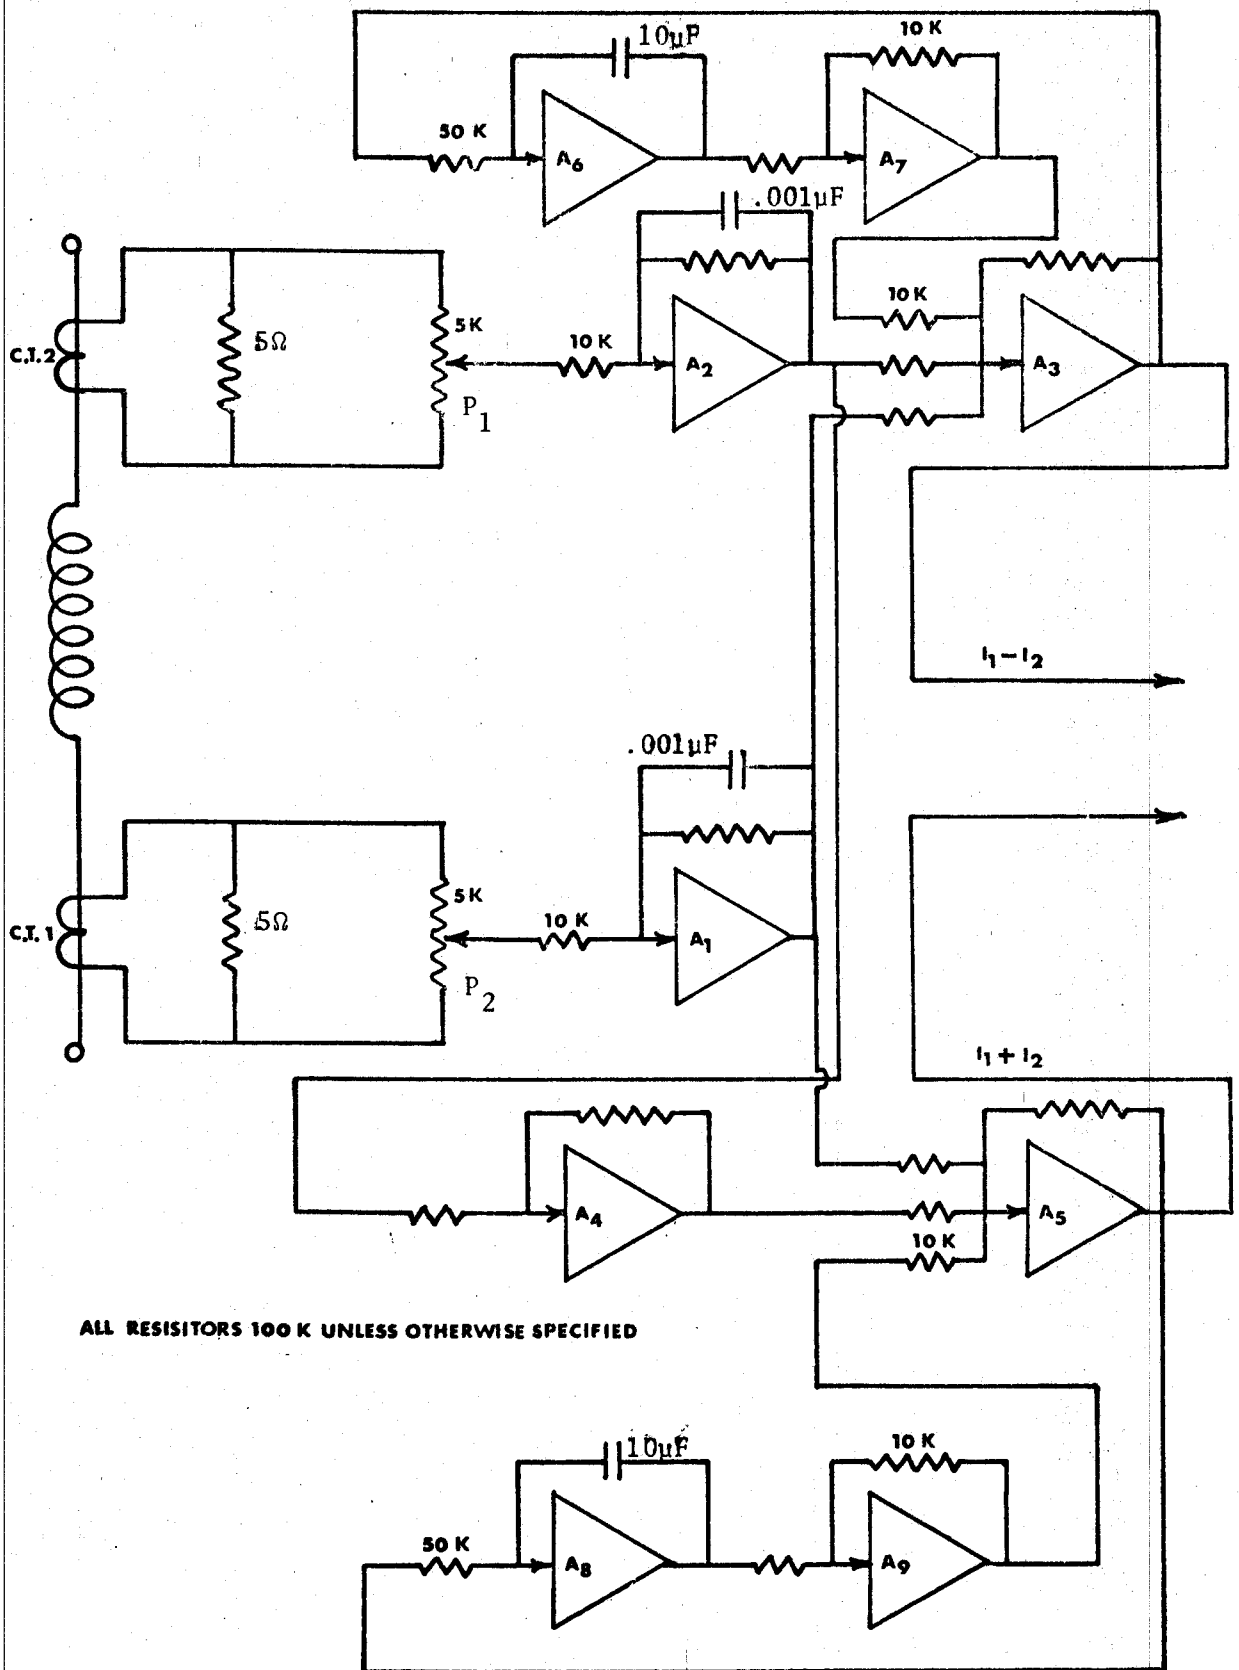 10µF
10 K
50 K
A6
A7
.001µF
C.T.2
5Ω
5K
P1
10 K
A2
10 K
A3
I1 – I2
.001µF
C.T. 1
5Ω
5K
P2
10 K
A1
I1 + I2
A4
10 K
A5
ALL RESISITORS 100 K UNLESS OTHERWISE SPECIFIED
10µF
10 K
50 K
A8
A9